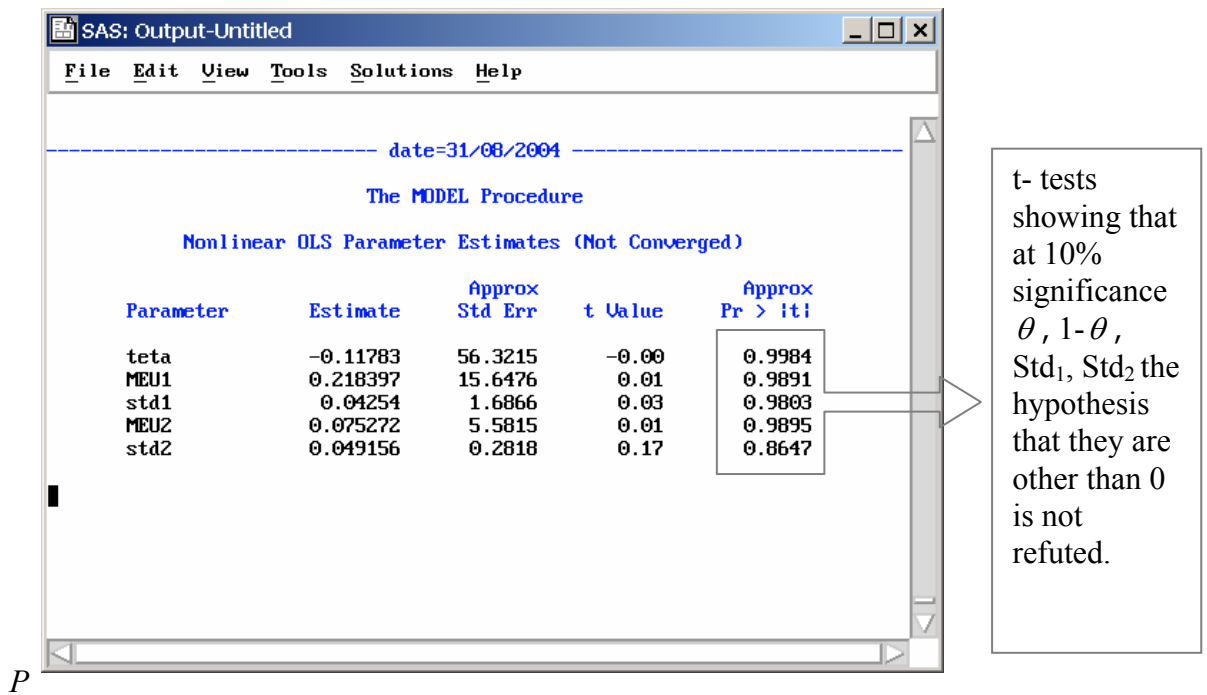 SAS: Output-Untitled
File Edit View Tools Solutions Help
---------------------------- date=31/08/2004 ----------------------------
The MODEL Procedure
Nonlinear OLS Parameter Estimates (Not Converged)
Approx Approx
Parameter Estimate Std Err t Value Pr > |t|
teta -0.11783 56.3215 -0.00 0.9984
MEU1 0.218397 15.6476 0.01 0.9891
std1 0.04254 1.6866 0.03 0.9803
MEU2 0.075272 5.5815 0.01 0.9895
std2 0.049156 0.2818 0.17 0.8647
t- tests
showing that
at 10%
significance
θ, 1-θ,
Std₁, Std₂ the
hypothesis
that they are
other than 0
is not
refuted.
P